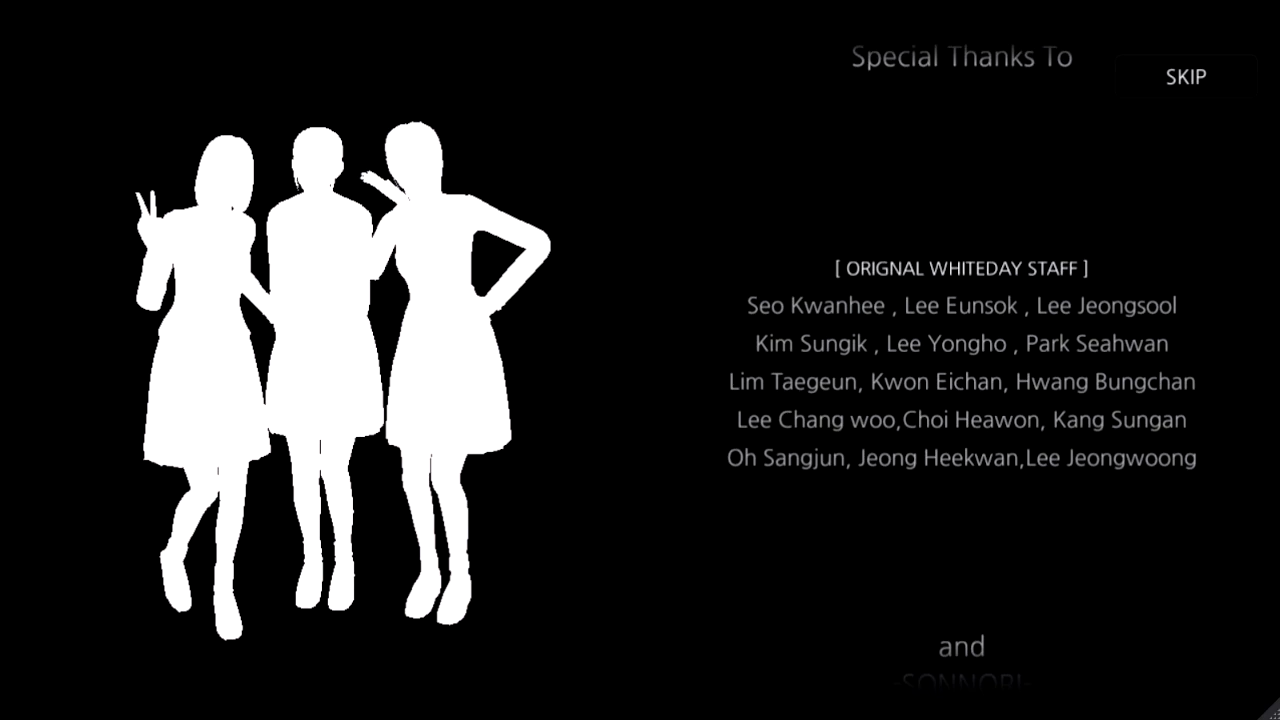 Special Thanks To
SKIP
[ ORIGNAL WHITEDAY STAFF ]
Seo Kwanhee , Lee Eunsok , Lee Jeongsool
Kim Sungik , Lee Yongho , Park Seahwan
Lim Taegeun, Kwon Eichan, Hwang Bungchan
Lee Chang woo,Choi Heawon, Kang Sungan
Oh Sangjun, Jeong Heekwan,Lee Jeongwoong
and
-SONNORI-